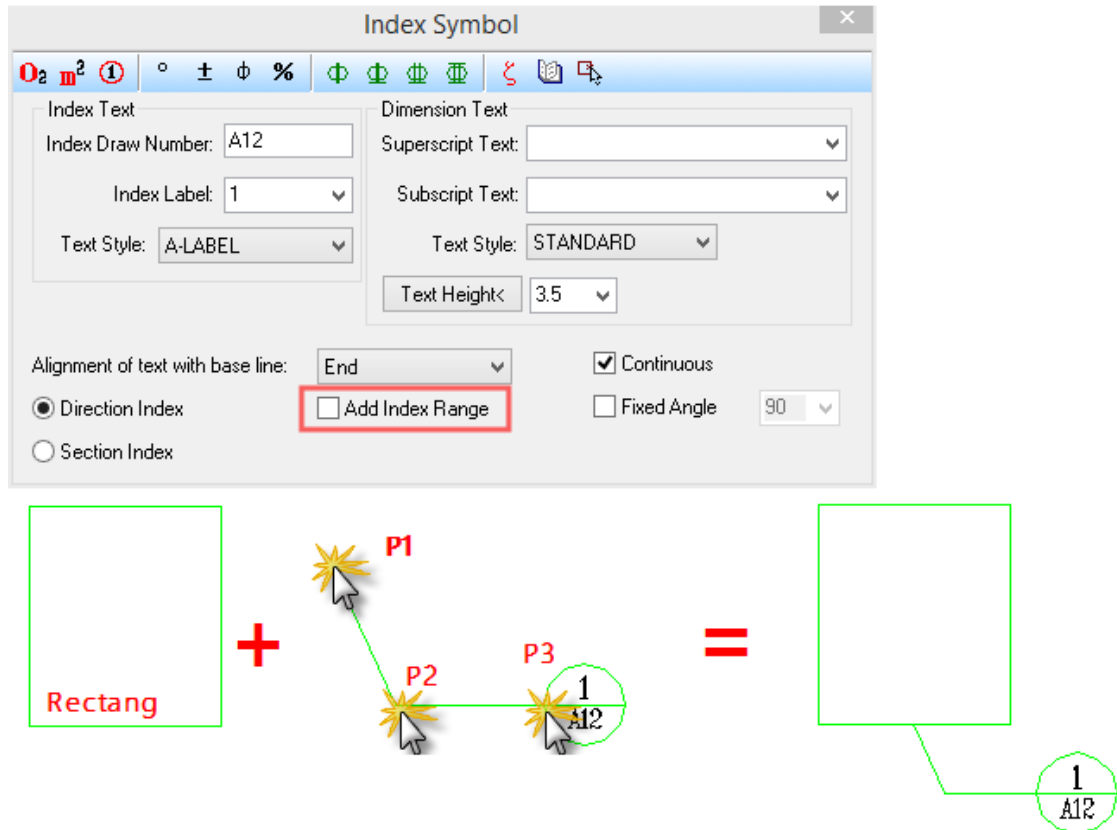 Index Symbol
O₂ m² ① ° ± ϕ %
Index Text
Dimension Text
Index Draw Number: A12
Superscript Text:
Index Label: 1
Subscript Text:
Text Style: A-LABEL
Text Style: STANDARD
Text Height< 3.5
Alignment of text with base line: End
Continuous
Direction Index
Add Index Range
Fixed Angle 90
Section Index
P1
+
=
P2
P3
1
A12
Rectang
1
A12